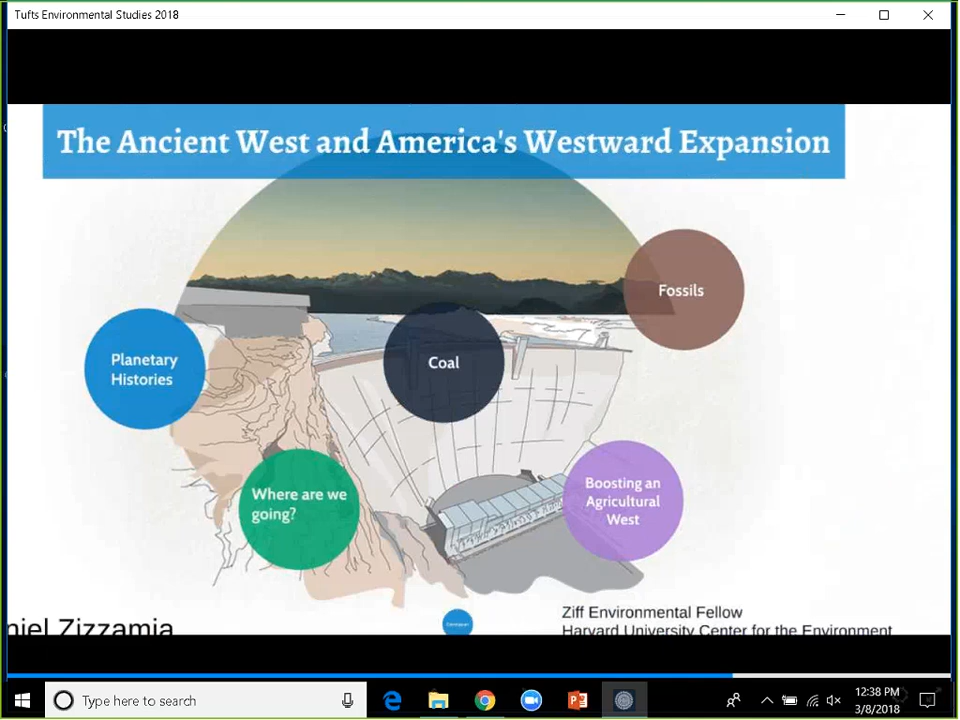 Tufts Environmental Studies 2018
The Ancient West and America's Westward Expansion
Fossils
Planetary
Histories
Coal
Where are we
going?
Boosting an
Agricultural
West
niel Zizzamia
Ziff Environmental Fellow
Harvard University Center for the Environment
Type here to search
12:38 PM
3/8/2018